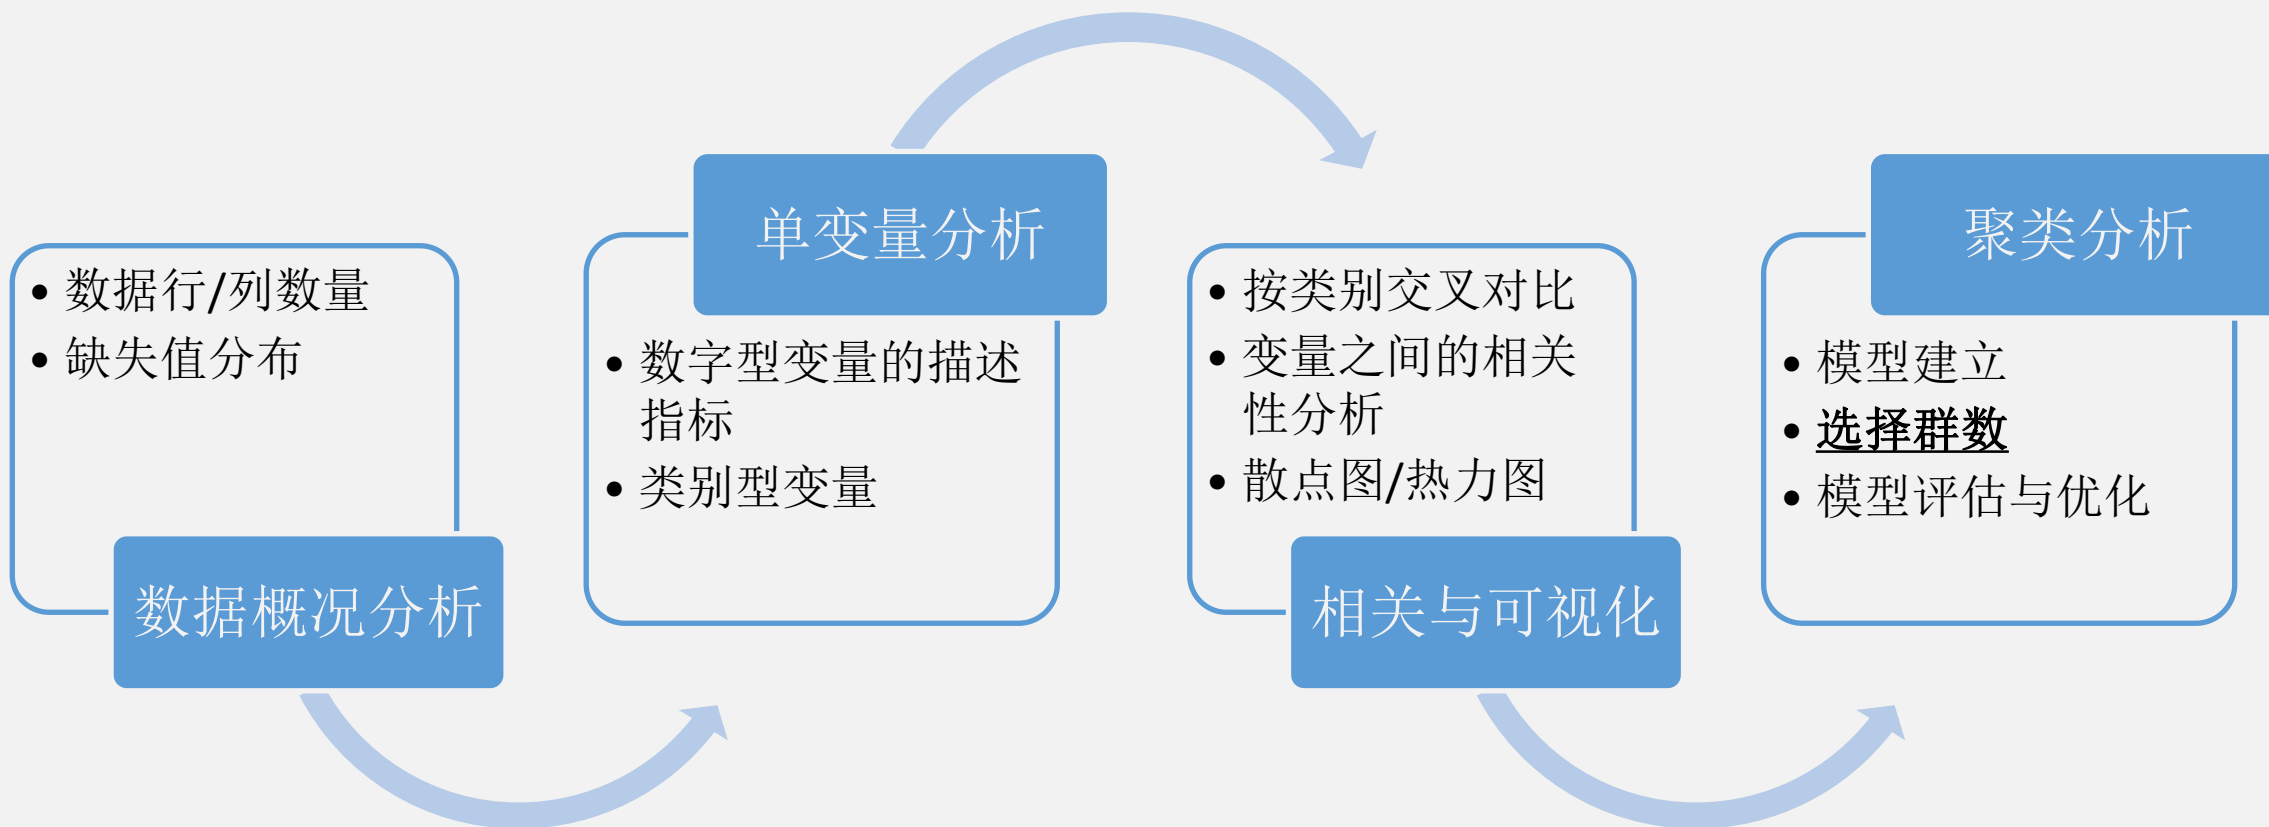 • 数据行/列数量
• 缺失值分布
数据概况分析
单变量分析
• 数字型变量的描述
指标
• 类别型变量
• 按类别交叉对比
• 变量之间的相关
性分析
• 散点图/热力图
相关与可视化
聚类分析
• 模型建立
• 选择群数
• 模型评估与优化